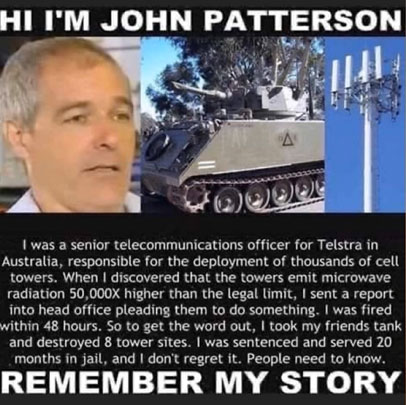 HI I'M JOHN PATTERSON
I was a senior telecommunications officer for Telstra in
Australia, responsible for the deployment of thousands of cell
towers. When I discovered that the towers emit microwave
radiation 50,000X higher than the legal limit, I sent a report
into head office pleading them to do something. I was fired
within 48 hours. So to get the word out, I took my friends tank
and destroyed 8 tower sites. I was sentenced and served 20
months in jail, and I don't regret it. People need to know.
REMEMBER MY STORY